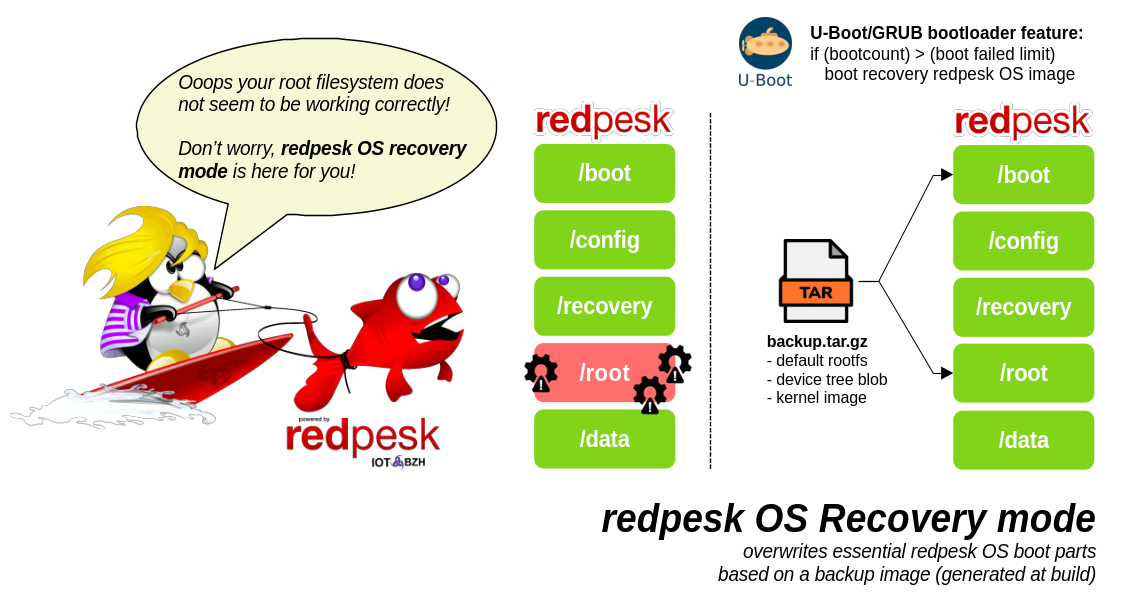 Ooops your root filesystem does
not seem to be working correctly!
Don't worry, redpesk OS recovery
mode is here for you!
powered by
redpesk
IOT BZH
redpesk
/boot
/config
/recovery
/root
/data
U-Boot
U-Boot/GRUB bootloader feature:
if (bootcount) > (boot failed limit)
boot recovery redpesk OS image
TAR
backup.tar.gz
- default rootfs
- device tree blob
- kernel image
redpesk
/boot
/config
/recovery
/root
/data
redpesk OS Recovery mode
overwrites essential redpesk OS boot parts
based on a backup image (generated at build)